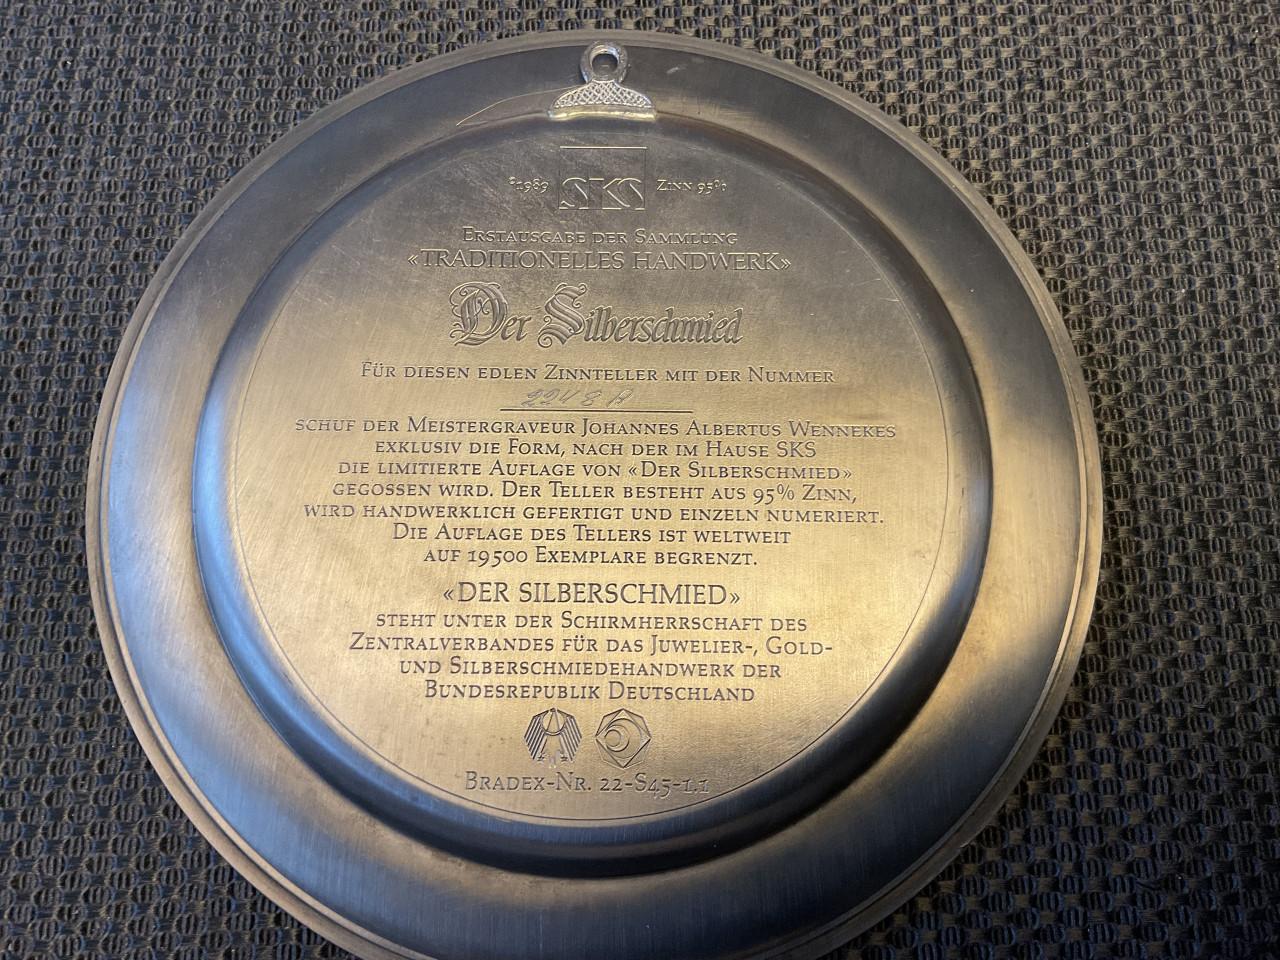 ©1989 SKS ZINN 95%
ERSTAUSGABE DER SAMMLUNG
«TRADITIONELLES HANDWERK»
Der Silberschmied
FÜR DIESEN EDLEN ZINNTELLER MIT DER NUMMER
2248 A
SCHUF DER MEISTERGRAVEUR JOHANNES ALBERTUS WENNEKES
EXKLUSIV DIE FORM, NACH DER IM HAUSE SKS
DIE LIMITIERTE AUFLAGE VON «DER SILBERSCHMIED»
GEGOSSEN WIRD. DER TELLER BESTEHT AUS 95% ZINN,
WIRD HANDWERKLICH GEFERTIGT UND EINZELN NUMERIERT.
DIE AUFLAGE DES TELLERS IST WELTWEIT
AUF 19500 EXEMPLARE BEGRENZT.
«DER SILBERSCHMIED»
STEHT UNTER DER SCHIRMHERRSCHAFT DES
ZENTRALVERBANDES FÜR DAS JUWELIER-, GOLD-
UND SILBERSCHMIEDEHANDWERK DER
BUNDESREPUBLIK DEUTSCHLAND
BRADEX-NR. 22-S45-1.1